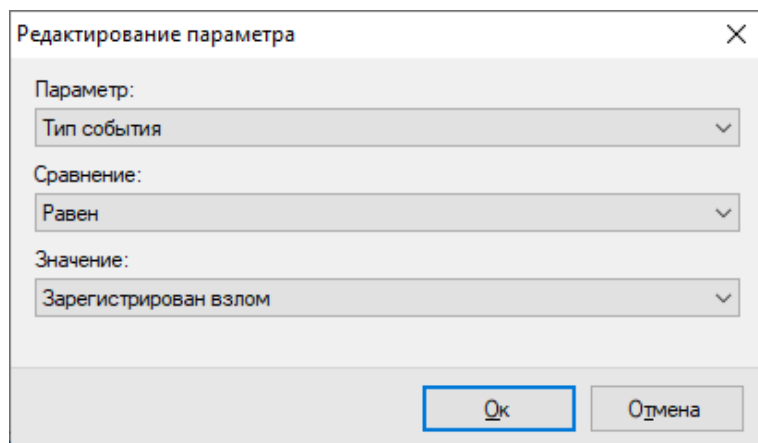 Редактирование параметра
Параметр:
Тип события
Сравнение:
Равен
Значение:
Зарегистрирован взлом
Ок
Отмена